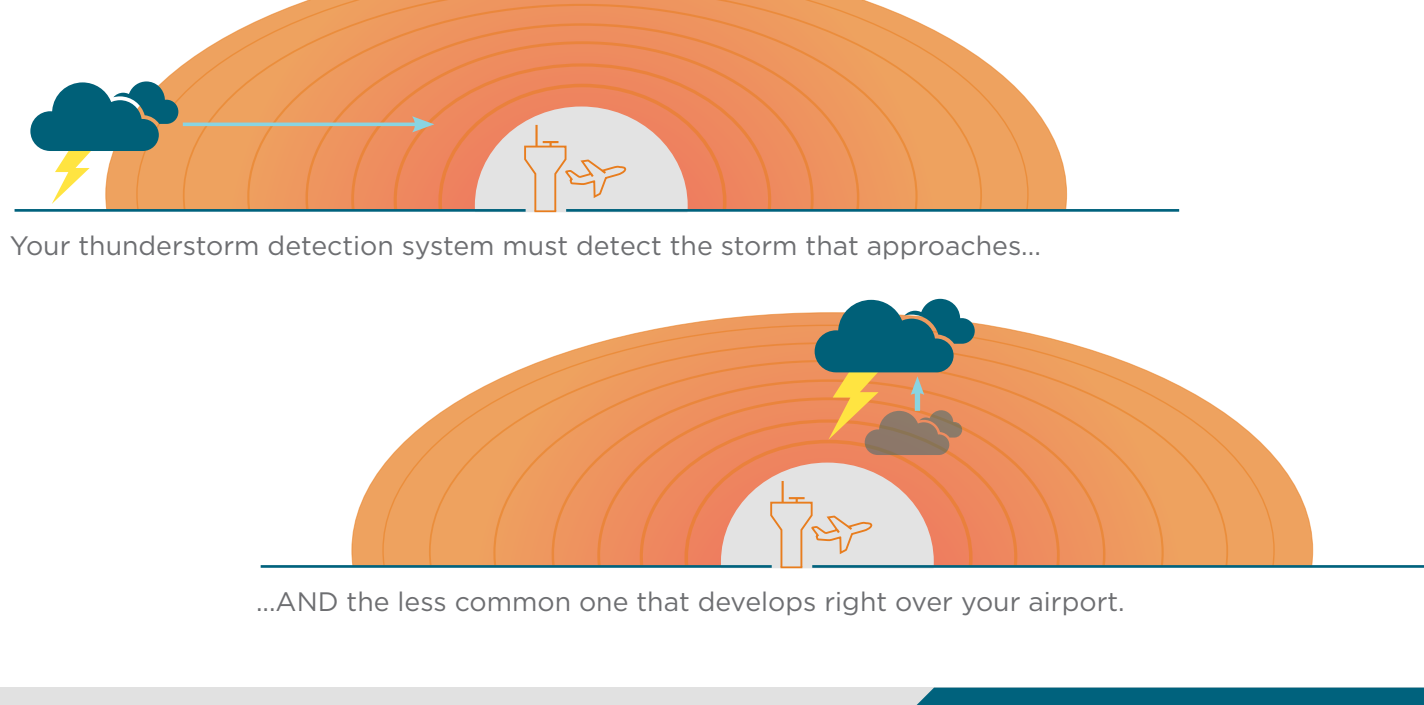 Your thunderstorm detection system must detect the storm that approaches...
...AND the less common one that develops right over your airport.